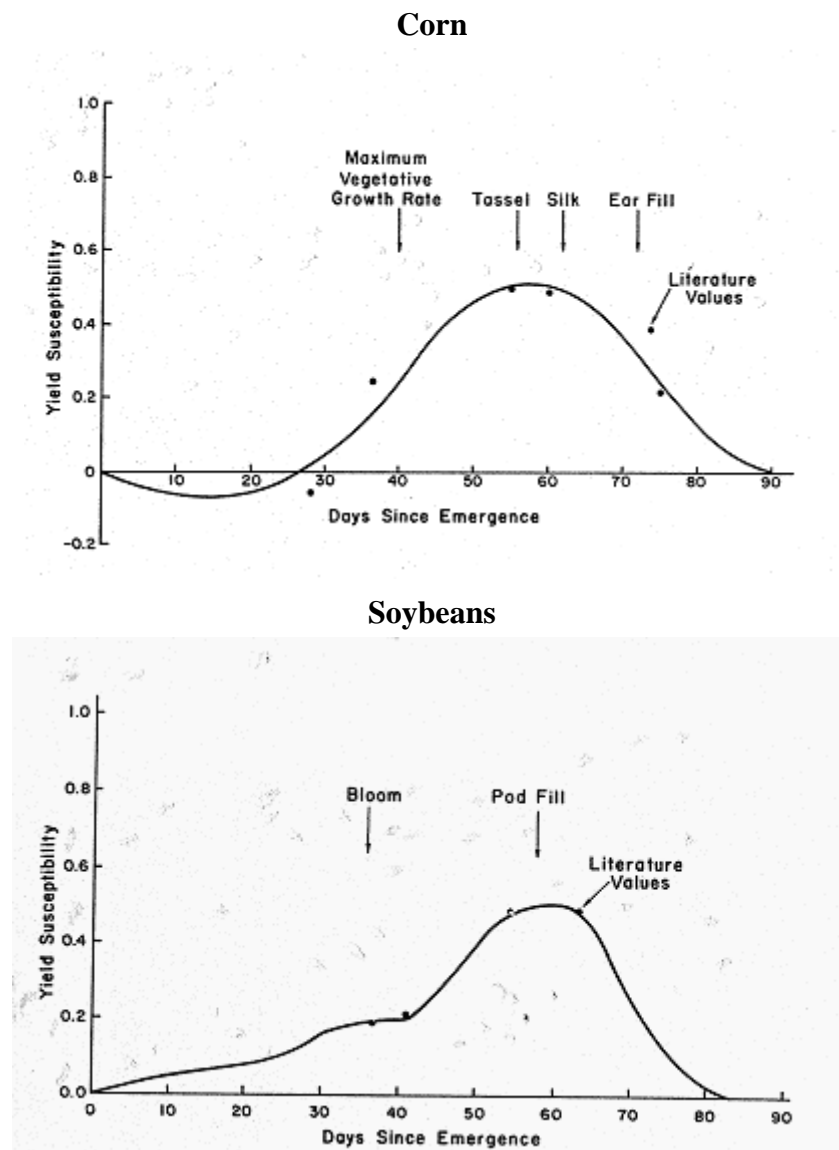 Corn
1.0
0.8
0.6
0.4
0.2
0
-0.2
Yield Susceptibility
Maximum
Vegetative
Growth Rate
Tassel
Silk
Ear Fill
Literature
Values
10 20 30 40 50 60 70 80 90
Days Since Emergence
Soybeans
1.0
0.8
0.6
0.4
0.2
0.0
Yield Susceptibility
Bloom
Pod Fill
Literature
Values
0 10 20 30 40 50 60 70 80 90
Days Since Emergence